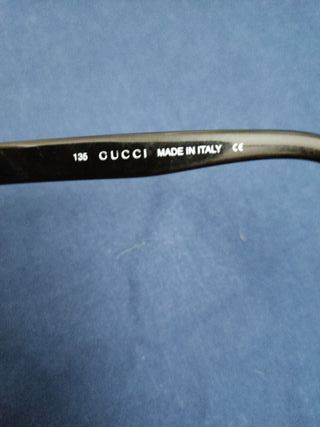 135 GUCCI MADE IN ITALY CE